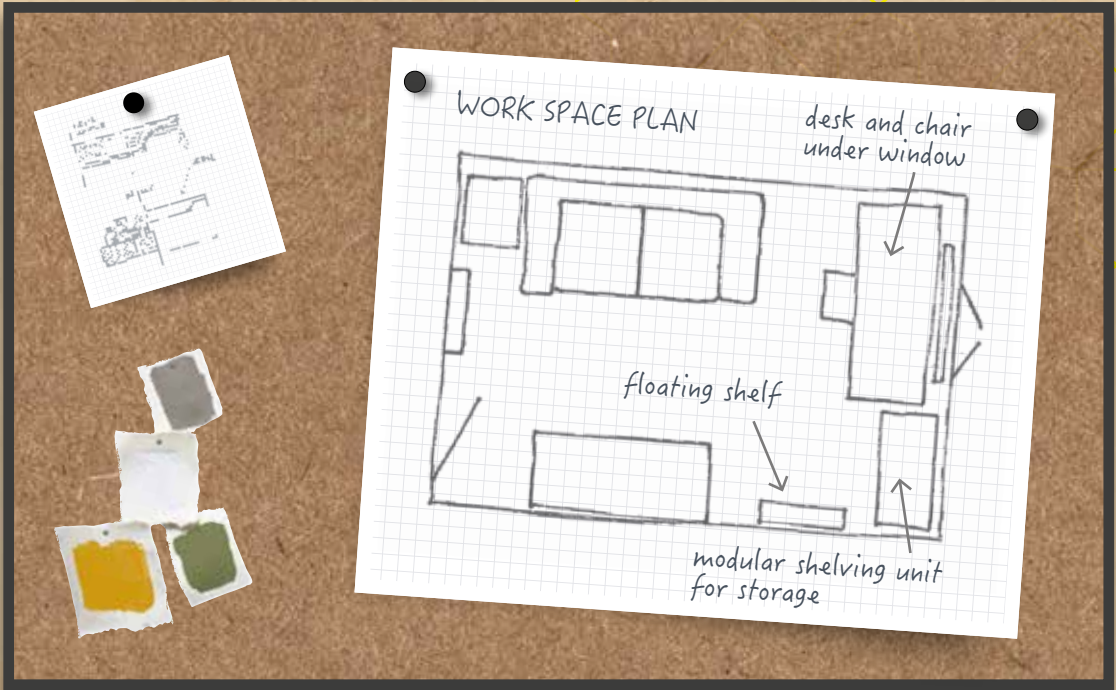 WORK SPACE PLAN
desk and chair
under window
floating shelf
modular shelving unit
for storage